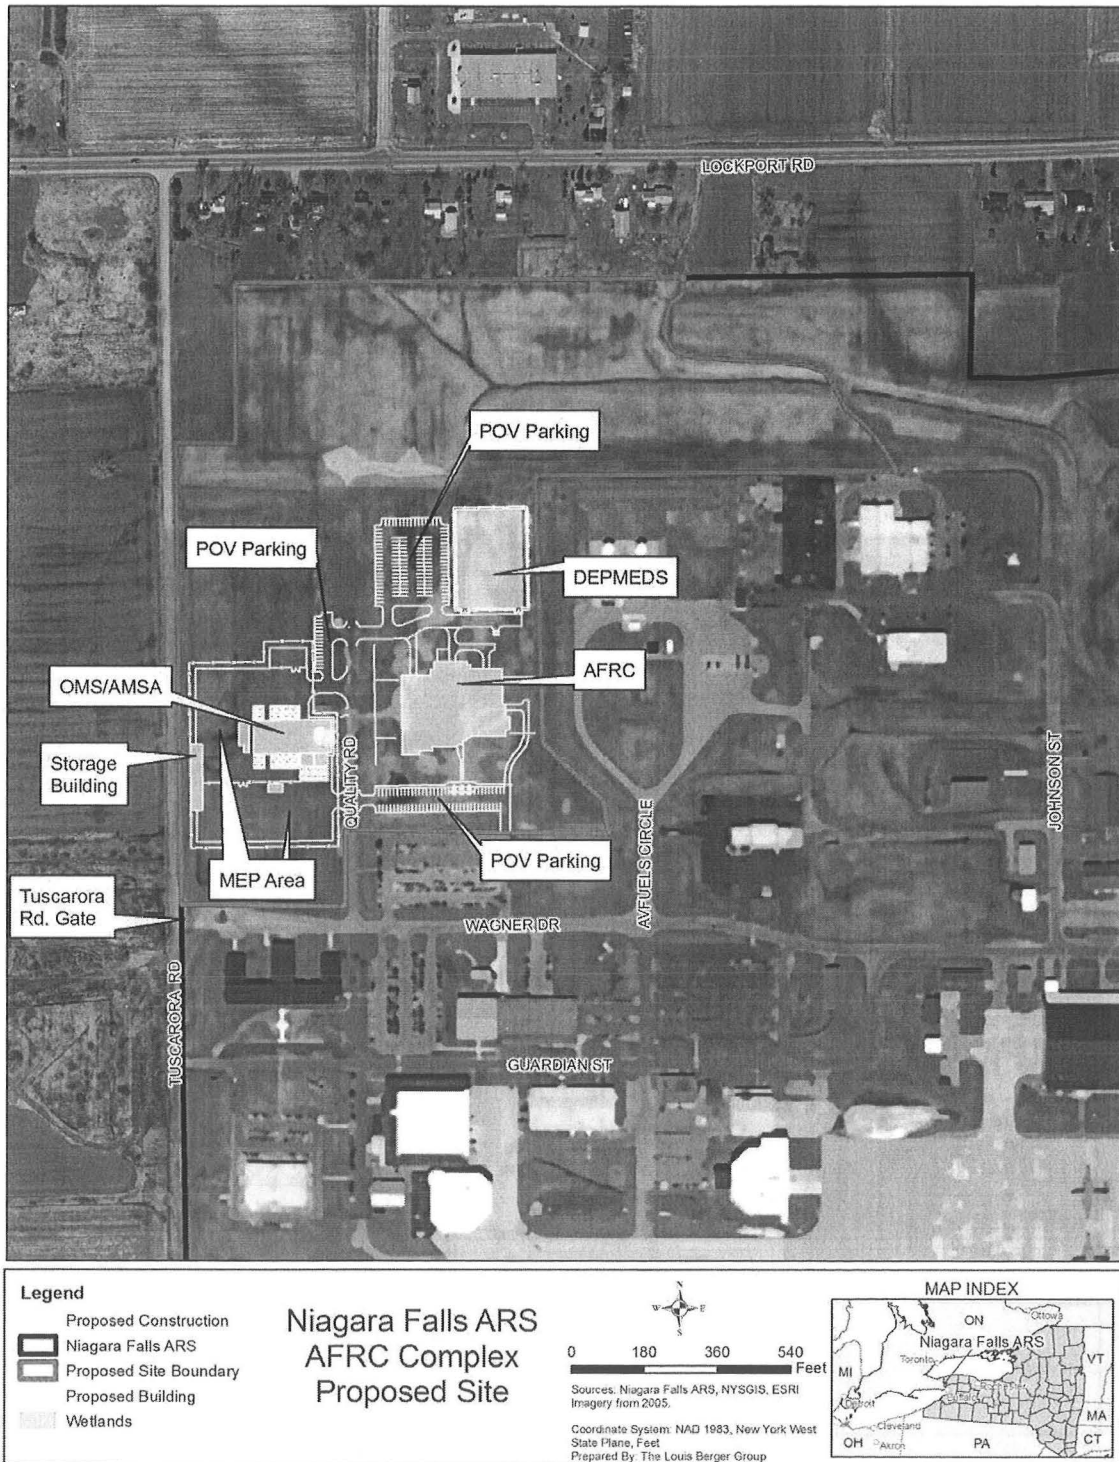 LOCKPORT RD
POV Parking
POV Parking
DEPMEDS
AFRC
OMS/AMSA
Storage
Building
QUALITY RD
JOHNSON ST
AVFUELS CIRCLE
POV Parking
MEP Area
Tuscarora
Rd. Gate
WAGNER DR
TUSCARORA RD
GUARDIAN ST
Legend
Proposed Construction
Niagara Falls ARS
Proposed Site Boundary
Proposed Building
Wetlands
Niagara Falls ARS
AFRC Complex
Proposed Site
N
W E
S
0 180 360 540
Feet
Sources: Niagara Falls ARS, NYSGIS, ESRI
Imagery from 2005.
Coordinate System: NAD 1983, New York West
State Plane, Feet
Prepared By: The Louis Berger Group
MAP INDEX
ON
Ottowa
Niagara Falls ARS
Toronto
VT
MI
Rochester
Buffalo
Detroit
MA
Cleveland
CT
OH
Akron
PA